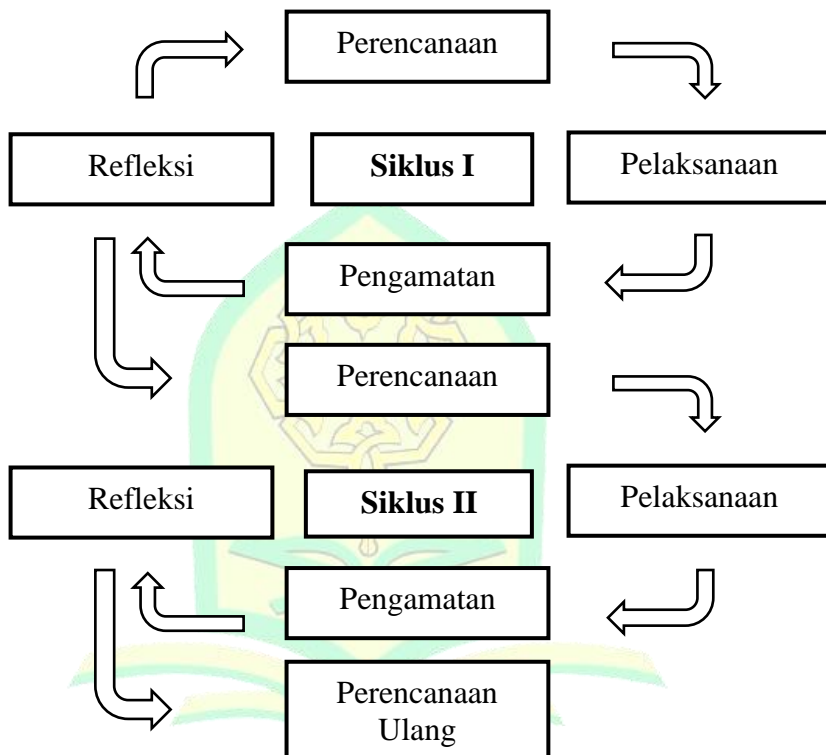 Perencanaan
Refleksi
Siklus I
Pelaksanaan
Pengamatan
Perencanaan
Refleksi
Siklus II
Pelaksanaan
Pengamatan
Perencanaan
Ulang